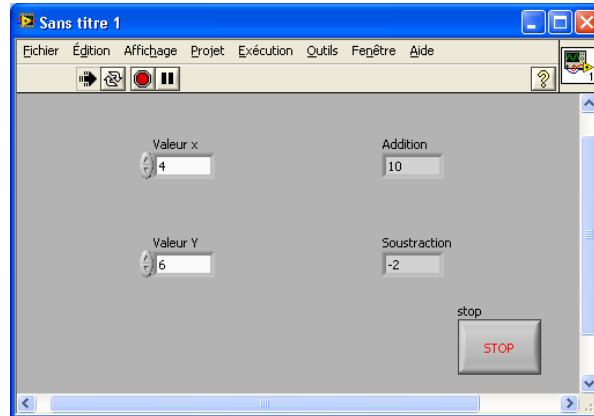 Sans titre 1
Fichier Édition Affichage Projet Exécution Outils Fenêtre Aide
?
1
Valeur x
4
Addition
10
Valeur Y
6
Soustraction
-2
stop
STOP